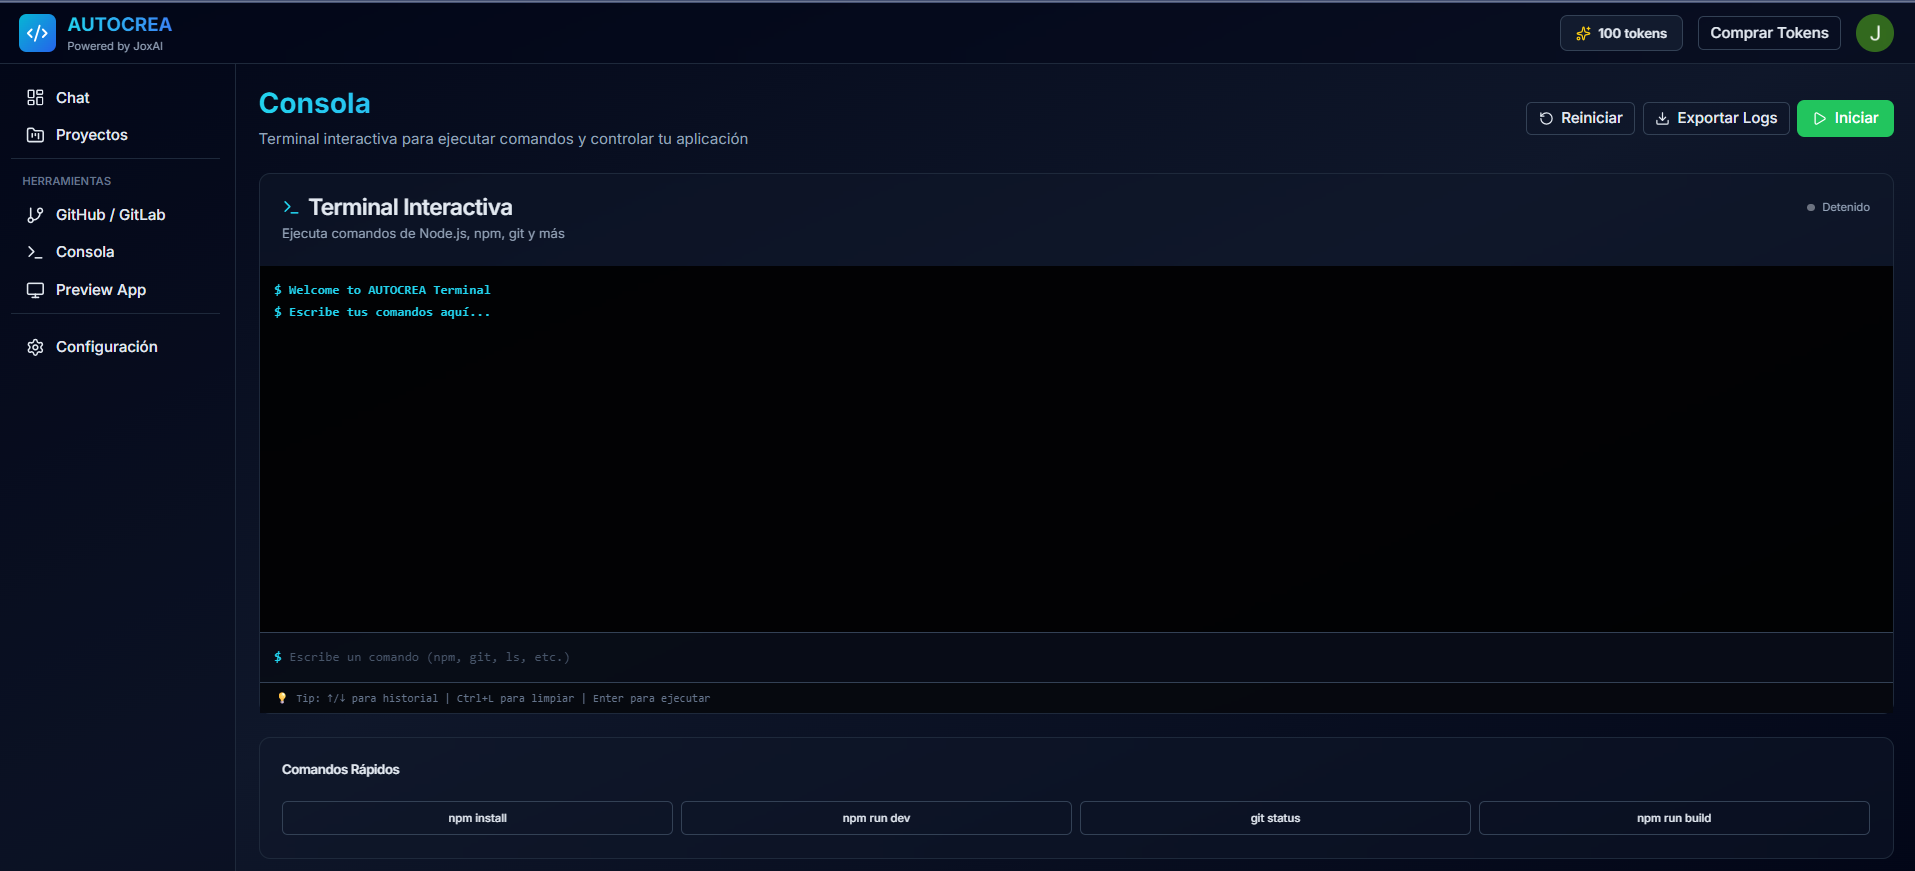 AUTOCREA
Powered by JoxAI
100 tokens
Comprar Tokens
J
Chat
Proyectos
HERRAMIENTAS
GitHub / GitLab
Consola
Preview App
Configuración
Consola
Terminal interactiva para ejecutar comandos y controlar tu aplicación
Reiniciar
Exportar Logs
Iniciar
Terminal Interactiva
Ejecuta comandos de Node.js, npm, git y más
Detenido
$ Welcome to AUTOCREA Terminal
$ Escribe tus comandos aquí...
$ Escribe un comando (npm, git, ls, etc.)
💡 Tip: ↑/↓ para historial | Ctrl+L para limpiar | Enter para ejecutar
Comandos Rápidos
npm install
npm run dev
git status
npm run build